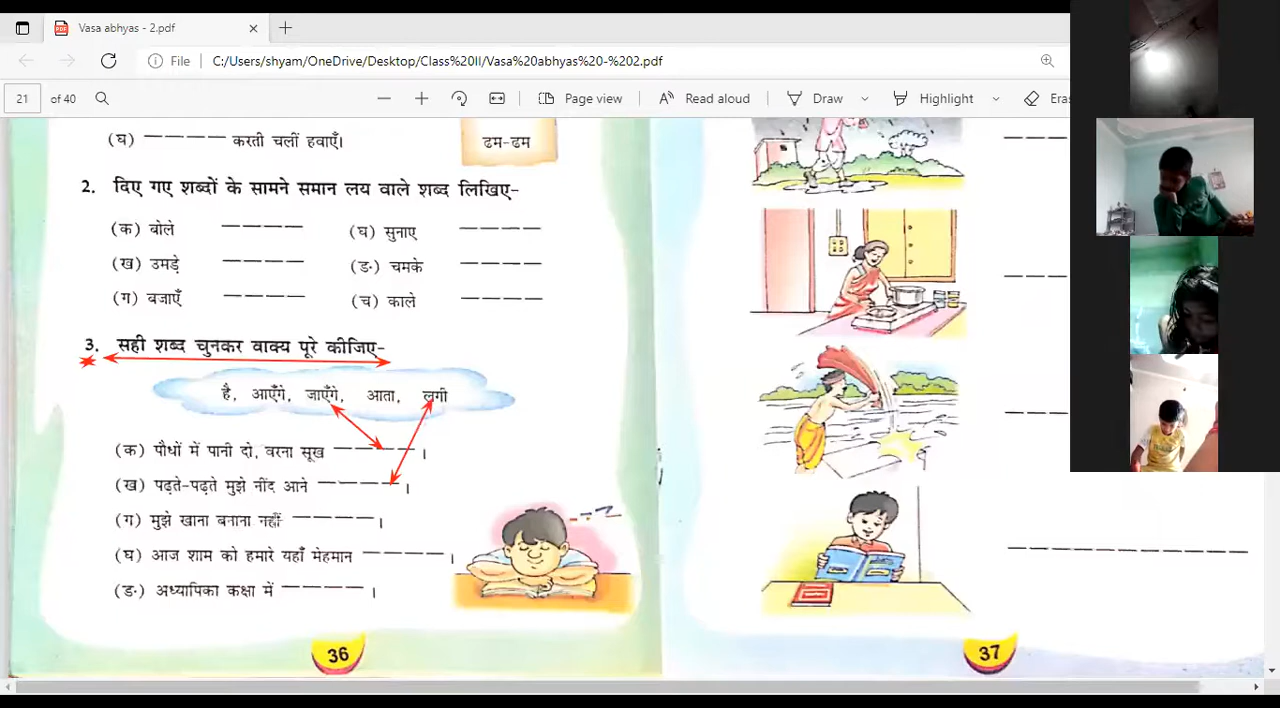 Vasa abhyas - 2.pdf
File
C:/Users/shyam/OneDrive/Desktop/Class%20II/Vasa%20abhyas%20-%202.pdf
21 of 40
Page view
Read aloud
Draw
Highlight
Eras
(घ) – – – – करती चलीं हवाएँ।
ढम-ढम
2. दिए गए शब्दों के सामने समान लय वाले शब्द लिखिए-
(क) बोले – – – – (घ) सुनाए – – – –
(ख) उमड़े – – – – (ङ) चमके – – – –
(ग) बजाएँ – – – – (च) काले – – – –
3. सही शब्द चुनकर वाक्य पूरे कीजिए-
है, आएँगे, जाएँगे, आता, लगी
(क) पौधों में पानी दो, वरना सूख – – – – ।
(ख) पढ़ते-पढ़ते मुझे नींद आने – – – – ।
(ग) मुझे खाना बनाना नहीं – – – – ।
(घ) आज शाम को हमारे यहाँ मेहमान – – – – ।
(ङ) अध्यापिका कक्षा में – – – – ।
36
37